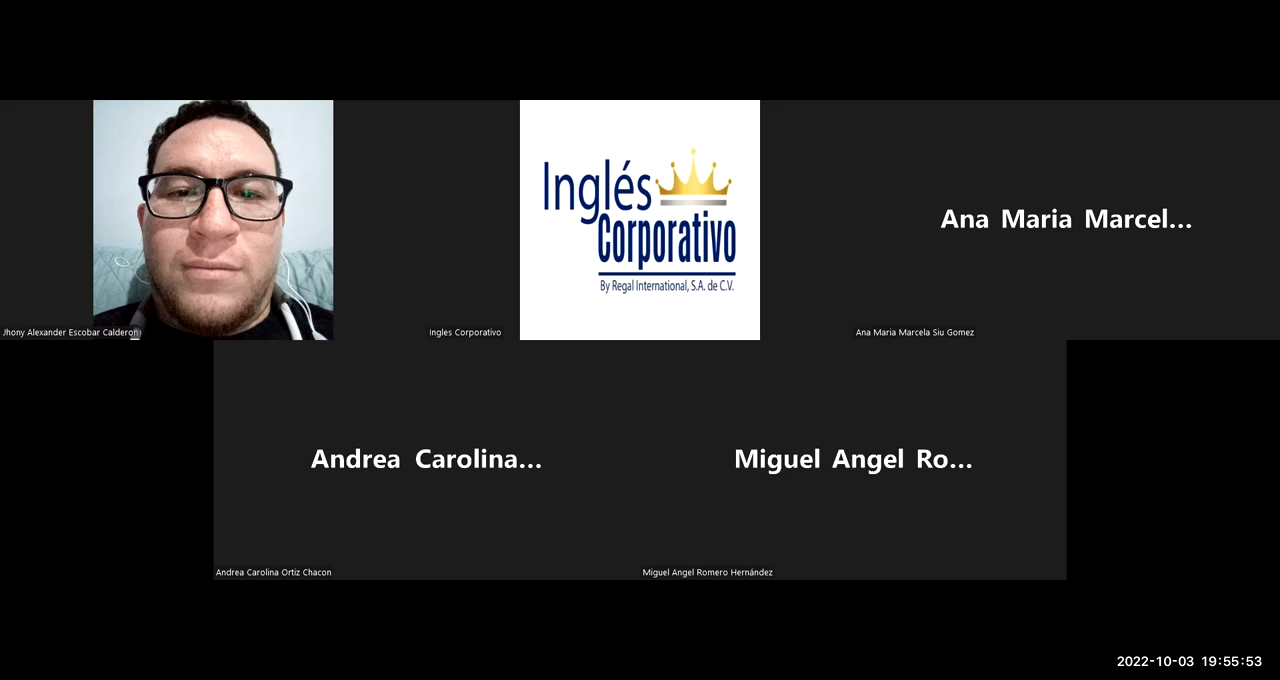 Inglés
Corporativo
By Regal International, S.A. de C.V.
Ana Maria Marcel...
Jhony Alexander Escobar Calderon
Ingles Corporativo
Ana Maria Marcela Siu Gomez
Andrea Carolina...
Miguel Angel Ro...
Andrea Carolina Ortiz Chacon
Miguel Angel Romero Hernández
2022-10-03 19:55:53